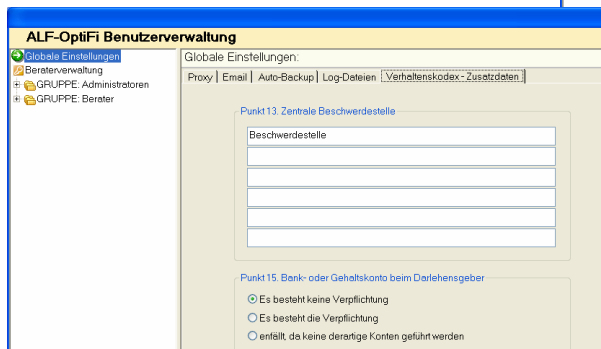 ALF-OptiFi Benutzerverwaltung
Globale Einstellungen
Beraterverwaltung
GRUPPE: Administratoren
GRUPPE: Berater
Globale Einstellungen:
Proxy Email Auto-Backup Log-Dateien Verhaltenskodex-Zusatzdaten
Punkt 13. Zentrale Beschwerdestelle
Beschwerdestelle
Punkt 15. Bank- oder Gehaltskonto beim Darlehensgeber
Es besteht keine Verpflichtung
Es besteht die Verpflichtung
enfällt, da keine derartige Konten geführt werden